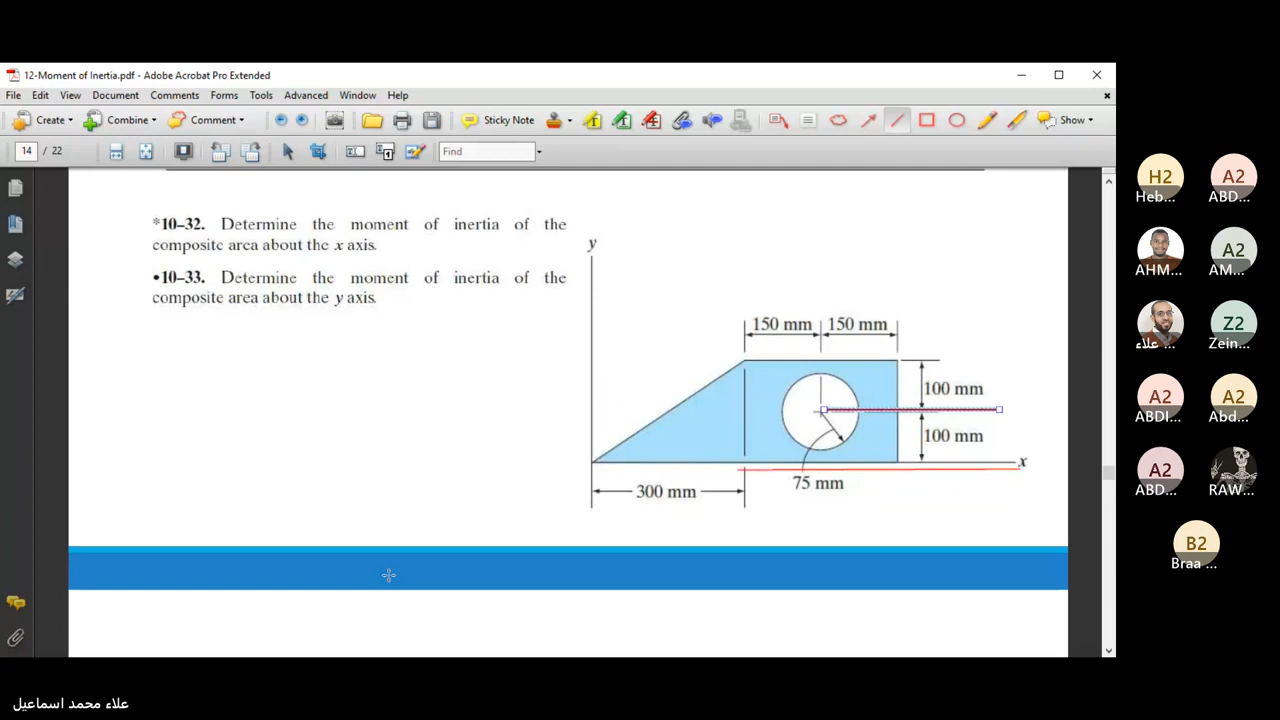 12-Moment of Inertia.pdf - Adobe Acrobat Pro Extended
File Edit View Document Comments Forms Tools Advanced Window Help
Create Combine Comment Sticky Note Show
14 / 22 Find
*10–32. Determine the moment of inertia of the
composite area about the x axis.
•10–33. Determine the moment of inertia of the
composite area about the y axis.
y
150 mm 150 mm
100 mm
100 mm
x
75 mm
300 mm
H2 A2
Heb... ABD...
A2
AHM... AM...
Z2
علاء ... Zein...
A2 A2
ABDI... Abd...
A2
ABD... RAW...
B2
Braa ...
علاء محمد اسماعيل